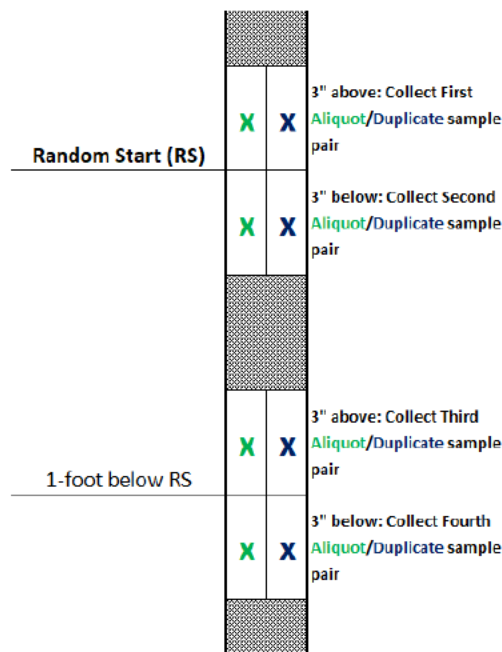 3" above: Collect First
X X Aliquot/Duplicate sample
pair
Random Start (RS)
3" below: Collect Second
X X Aliquot/Duplicate sample
pair
3" above: Collect Third
X X Aliquot/Duplicate sample
pair
1-foot below RS
3" below: Collect Fourth
X X Aliquot/Duplicate sample
pair